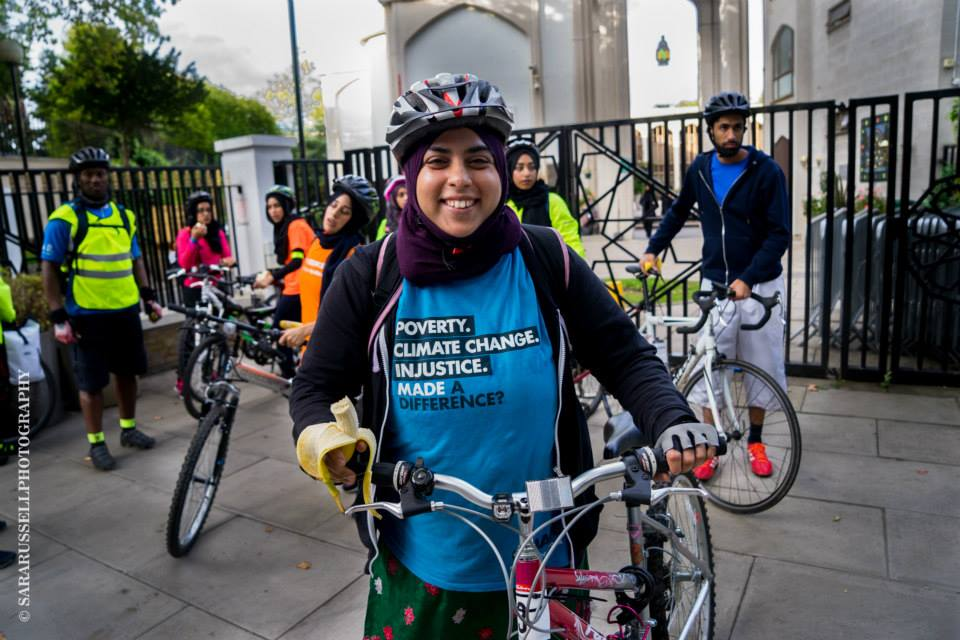 POVERTY.
CLIMATE CHANGE.
INJUSTICE.
MADE A
DIFFERENCE?
© SARARUSSELLPHOTOGRAPHY